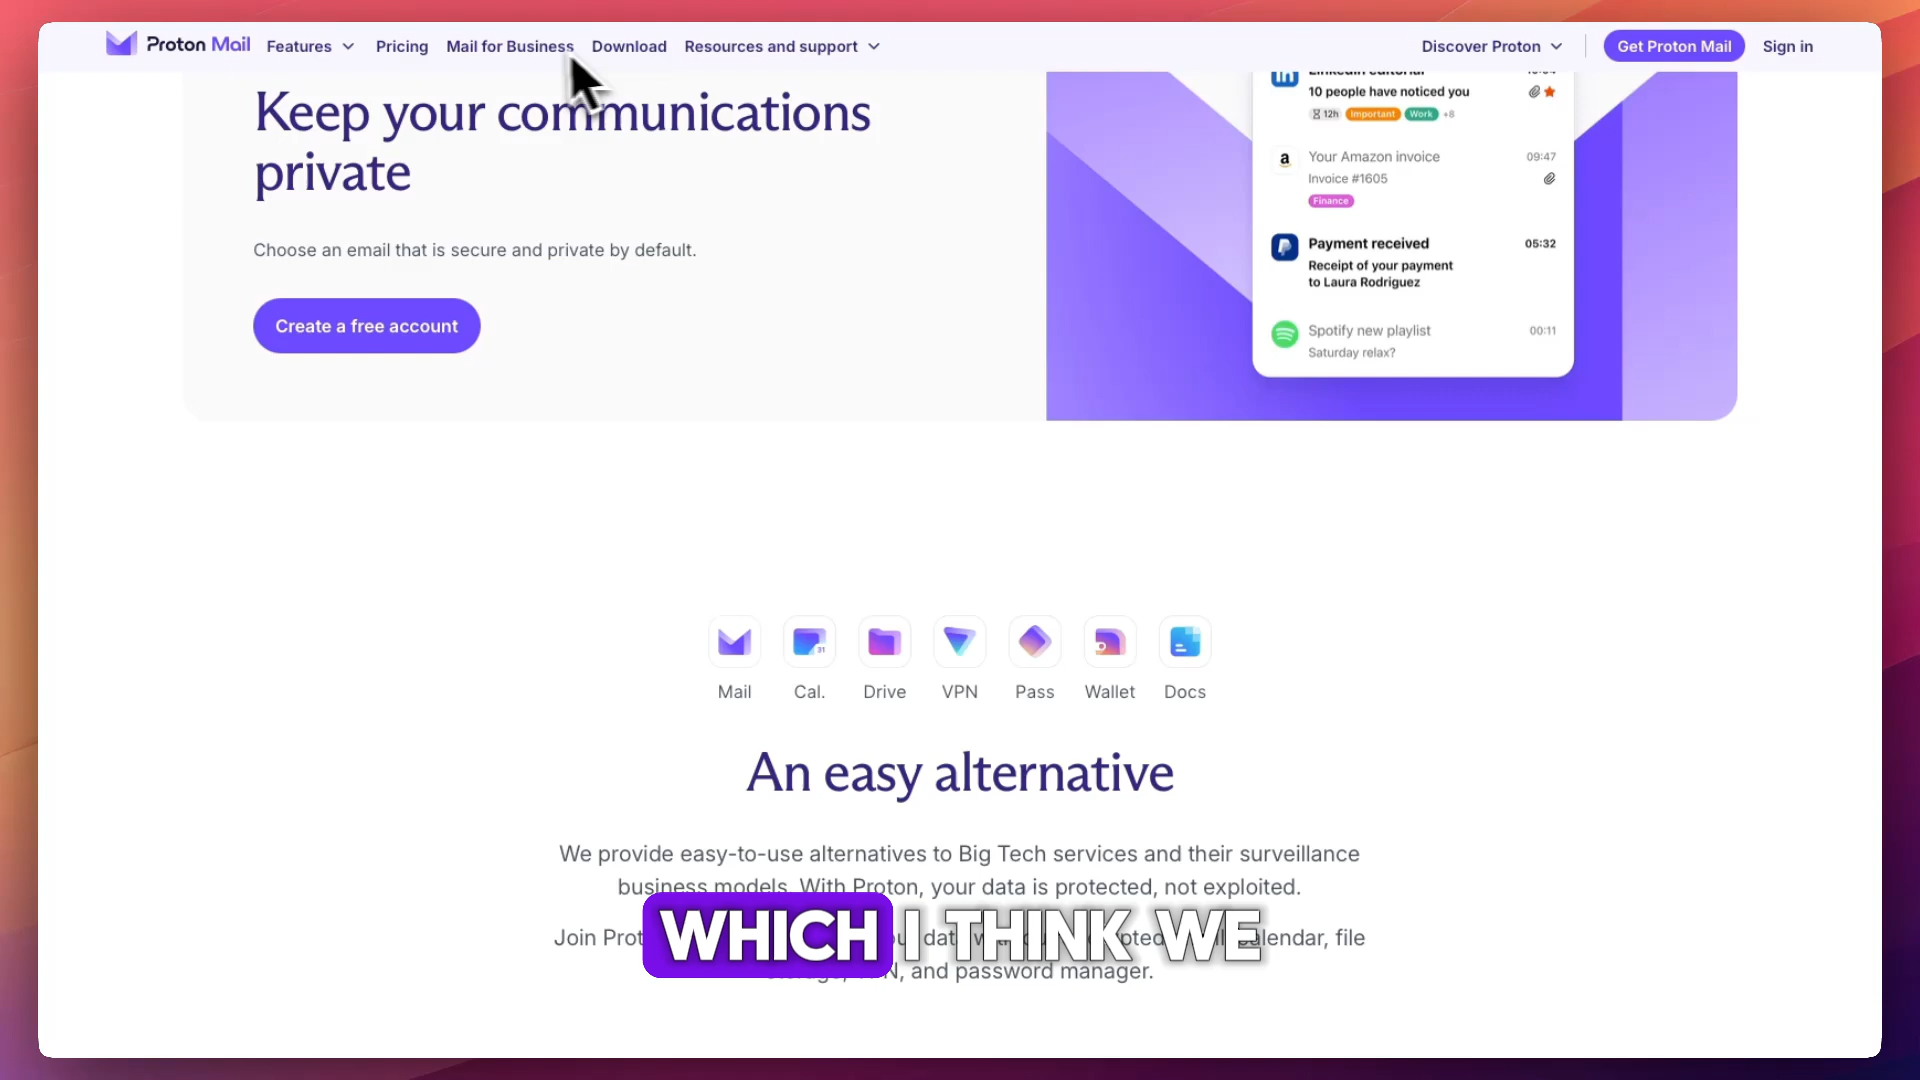 Proton Mail
Features
Pricing
Mail for Business
Download
Resources and support
Discover Proton
Get Proton Mail
Sign in
Keep your communications
private
Choose an email that is secure and private by default.
Create a free account
10 people have noticed you
12h Important Work +8
Your Amazon invoice 09:47
Invoice #1605
Finance
Payment received 05:32
Receipt of your payment
to Laura Rodriguez
Spotify new playlist 00:11
Saturday relax?
Mail
Cal.
Drive
VPN
Pass
Wallet
Docs
An easy alternative
We provide easy-to-use alternatives to Big Tech services and their surveillance
business models. With Proton, your data is protected, not exploited.
Join
and password manager.
WHICH I THINK WE